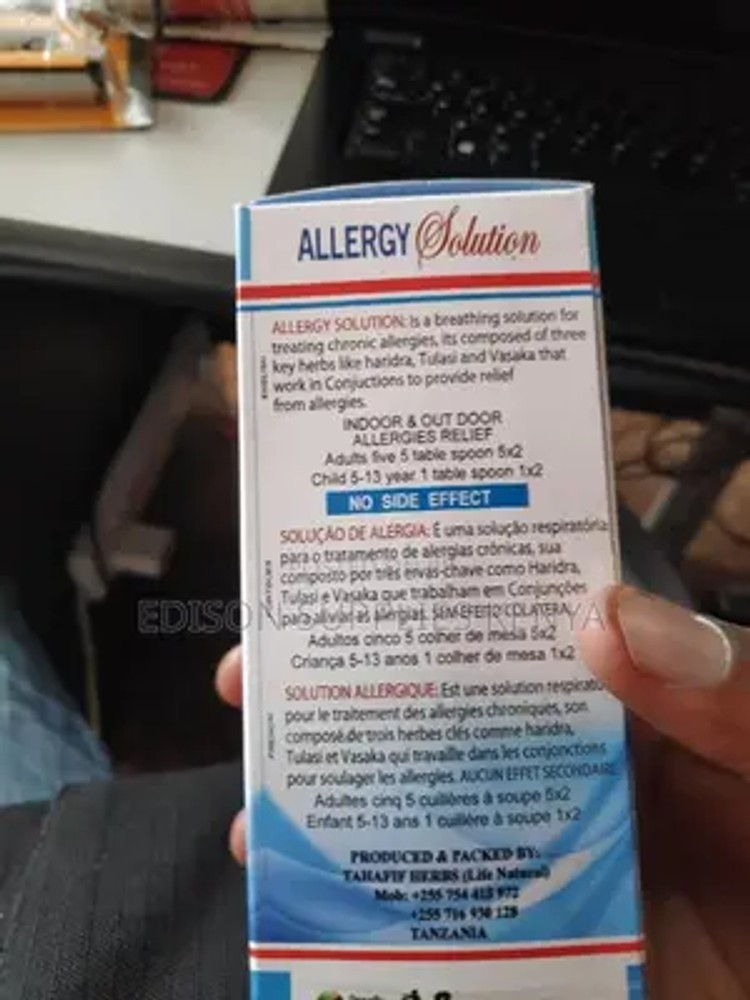 ALLERGY Solution
ALLERGY SOLUTION: Is a breathing solution for
treating chronic allergies, its composed of three
key herbs like haridra, Tulasi and Vasaka that
work in Conjuctions to provide relief
from allergies.
INDOOR & OUT DOOR
ALLERGIES RELIEF
Adults five 5 table spoon 5x2
Child 5-13 year 1 table spoon 1x2
NO SIDE EFFECT
SOLUÇÃO DE ALERGIA: É uma solução respiratória
para o tratamento de alergias crônicas, sua
composto por três ervas-chave como Haridra,
Tulasi e Vasaka que trabalham em Conjunções
para aliviar as alergias. SEM EFEITO COLATERAL
EDISON SUPPLIES KENYA
Adultos cinco 5 colher de mesa 5x2
Criança 5-13 anos 1 colher de mesa 1x2
SOLUTION ALLERGIQUE: Est une solution respirato
pour le traitement des allergies chroniques, son
composé.de trois herbes clés comme haridra,
Tulasi et Vasaka qui travaille dans les conjonctions
pour soulager les allergies. AUCUN EFFET SECONDAIRE
Adultes cinq 5 cuillères à soupe 5x2
Enfant 5-13 ans 1 cuillère à soupe 1x2
PRODUCED & PACKED BY:
TAHAFIF HERBS (Life Natural)
Mob: +255 754 418 972
+255 716 930 128
TANZANIA